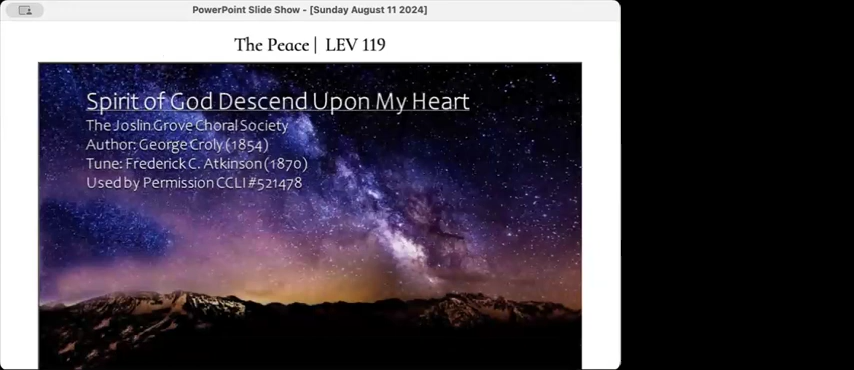 PowerPoint Slide Show - [Sunday August 11 2024]
The Peace | LEV 119
Spirit of God Descend Upon My Heart
The Joslin Grove Choral Society
Author: George Croly (1854)
Tune: Frederick C. Atkinson (1870)
Used by Permission CCLI #521478